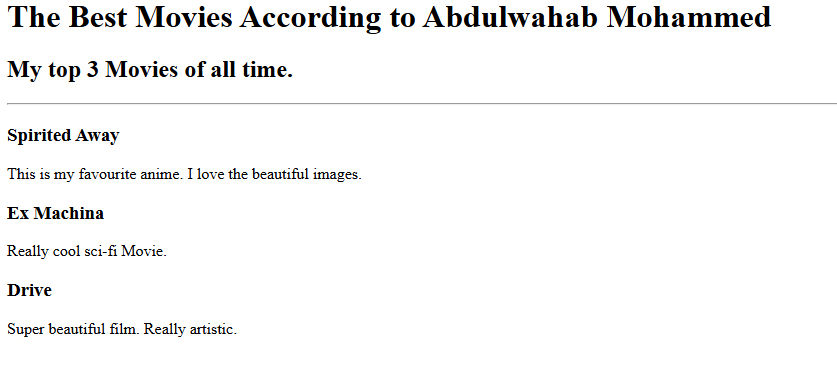 The Best Movies According to Abdulwahab Mohammed
My top 3 Movies of all time.
Spirited Away
This is my favourite anime. I love the beautiful images.
Ex Machina
Really cool sci-fi Movie.
Drive
Super beautiful film. Really artistic.